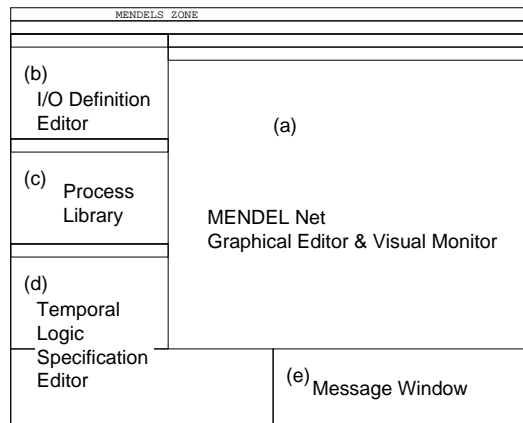 MENDELS ZONE
(b)
I/O Definition
Editor
(a)
(c)
Process
Library
MENDEL Net
Graphical Editor & Visual Monitor
(d)
Temporal
Logic
Specification
Editor
(e)
Message Window